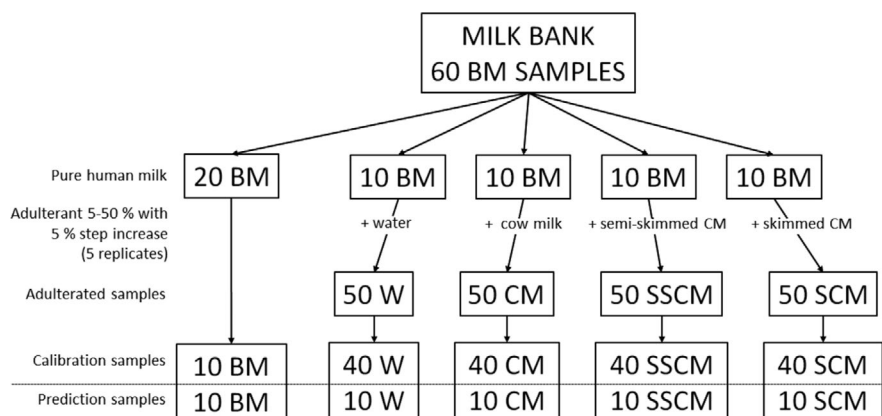 MILK BANK
60 BM SAMPLES
Pure human milk
20 BM
10 BM
10 BM
10 BM
10 BM
Adulterant 5-50 % with
5 % step increase
(5 replicates)
+ water
+ cow milk
+ semi-skimmed CM
+ skimmed CM
Adulterated samples
50 W
50 CM
50 SSCM
50 SCM
Calibration samples
10 BM
40 W
40 CM
40 SSCM
40 SCM
Prediction samples
10 BM
10 W
10 CM
10 SSCM
10 SCM